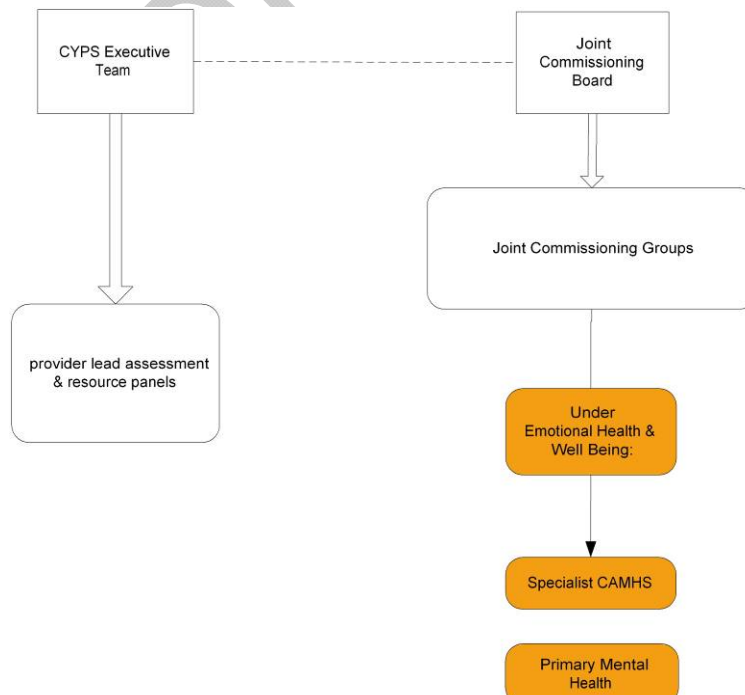 CYPS Executive
Team
Joint
Commissioning
Board
Joint Commissioning Groups
provider lead assessment
& resource panels
Under
Emotional Health &
Well Being:
Specialist CAMHS
Primary Mental
Health